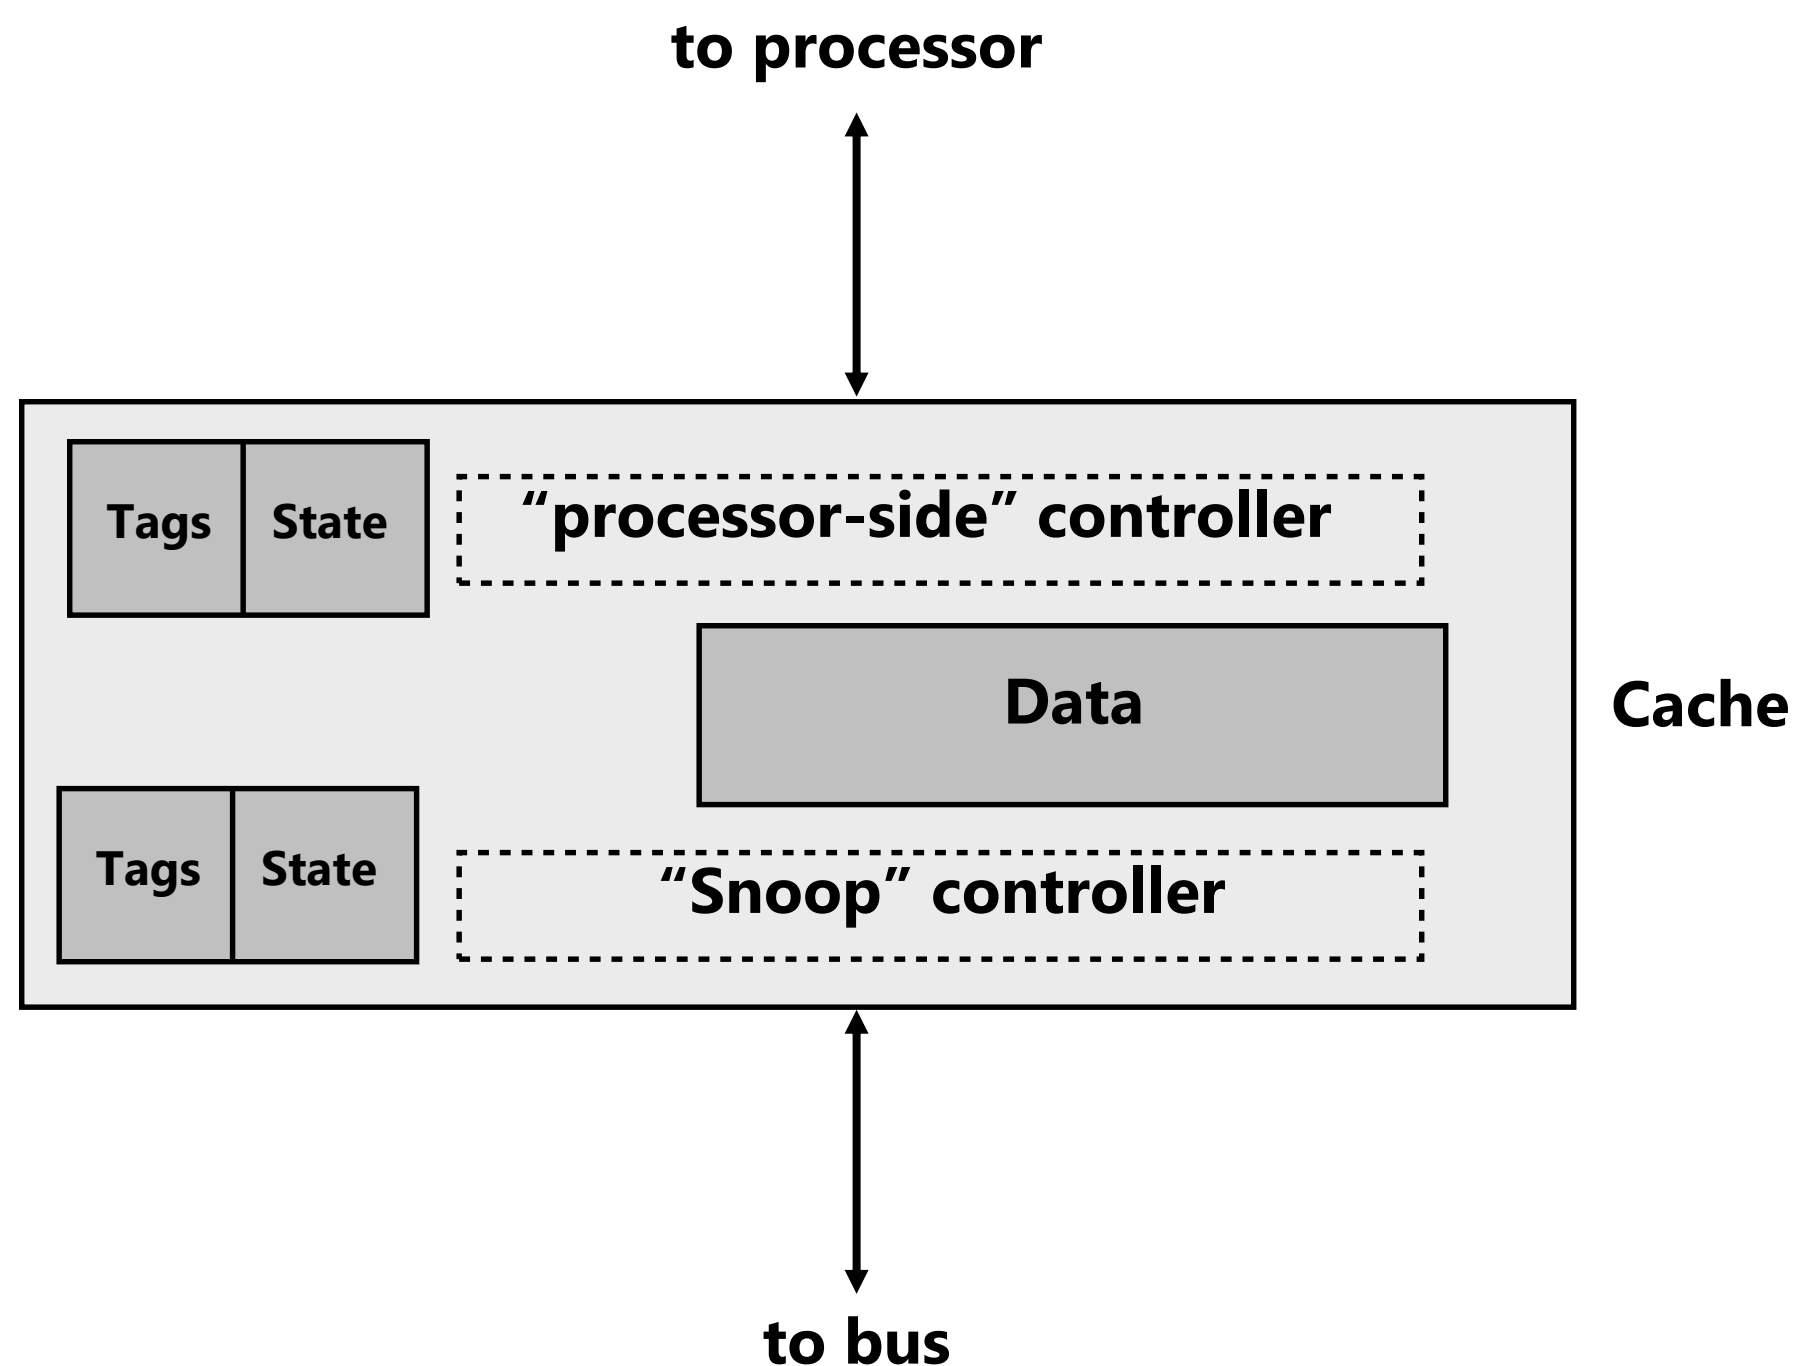 to processor
Tags
State
“processor-side” controller
Data
Cache
Tags
State
“Snoop” controller
to bus